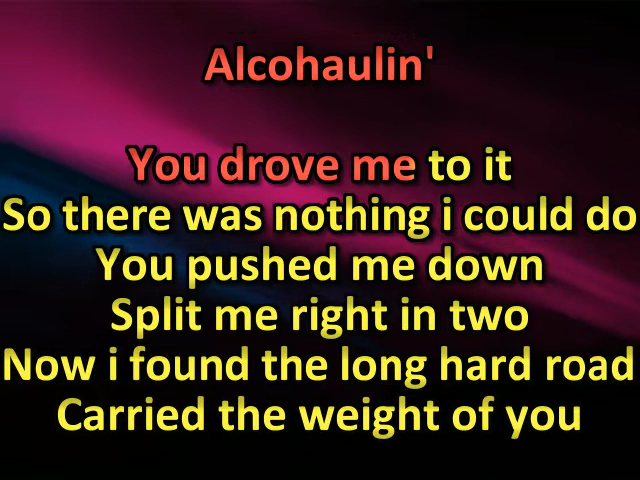 Alcohaulin'
You drove me to it
So there was nothing i could do
You pushed me down
Split me right in two
Now i found the long hard road
Carried the weight of you